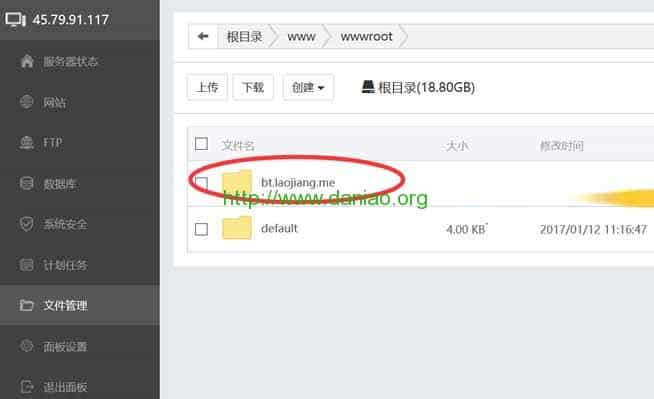 45.79.91.117
服务器状态
网站
FTP
数据库
系统安全
计划任务
文件管理
面板设置
退出面板
根目录 www wwwroot
上传 下载 创建 根目录(18.80GB)
文件名 大小 修改时间
bt.laojiang.me
http://www.daniao.org
default 4.00 KB 2017/01/12 11:16:47